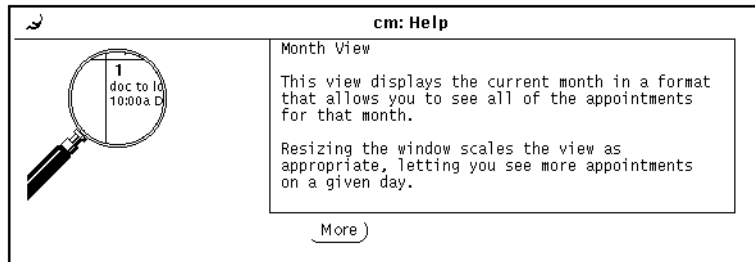 cm: Help
1
doc to lo
10:00a D
Month View
This view displays the current month in a format
that allows you to see all of the appointments
for that month.
Resizing the window scales the view as
appropriate, letting you see more appointments
on a given day.
More